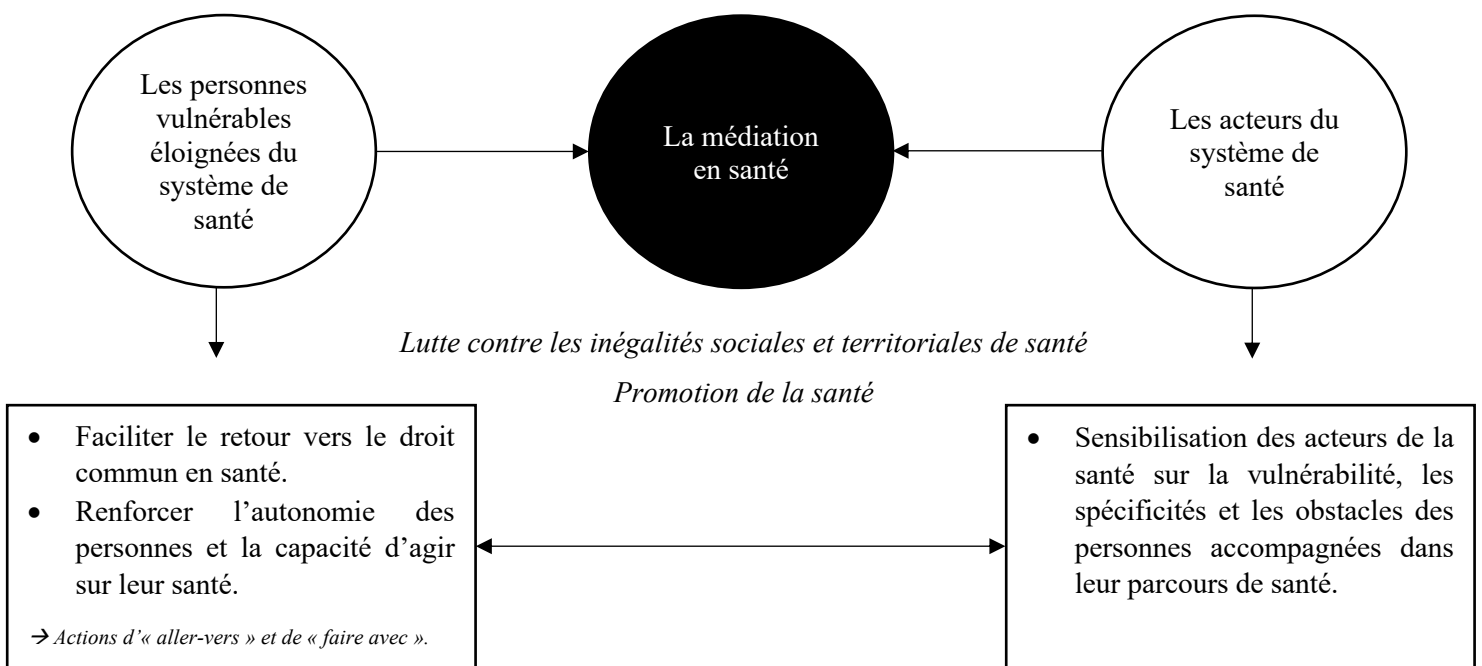 Les personnes
vulnérables
éloignées du
système de
santé
La médiation
en santé
Les acteurs du
système de
santé
Lutte contre les inégalités sociales et territoriales de santé
Promotion de la santé
• Faciliter le retour vers le droit
commun en santé.
• Renforcer l’autonomie des
personnes et la capacité d’agir
sur leur santé.
→ Actions d’« aller-vers » et de « faire avec ».
• Sensibilisation des acteurs de la
santé sur la vulnérabilité, les
spécificités et les obstacles des
personnes accompagnées dans
leur parcours de santé.